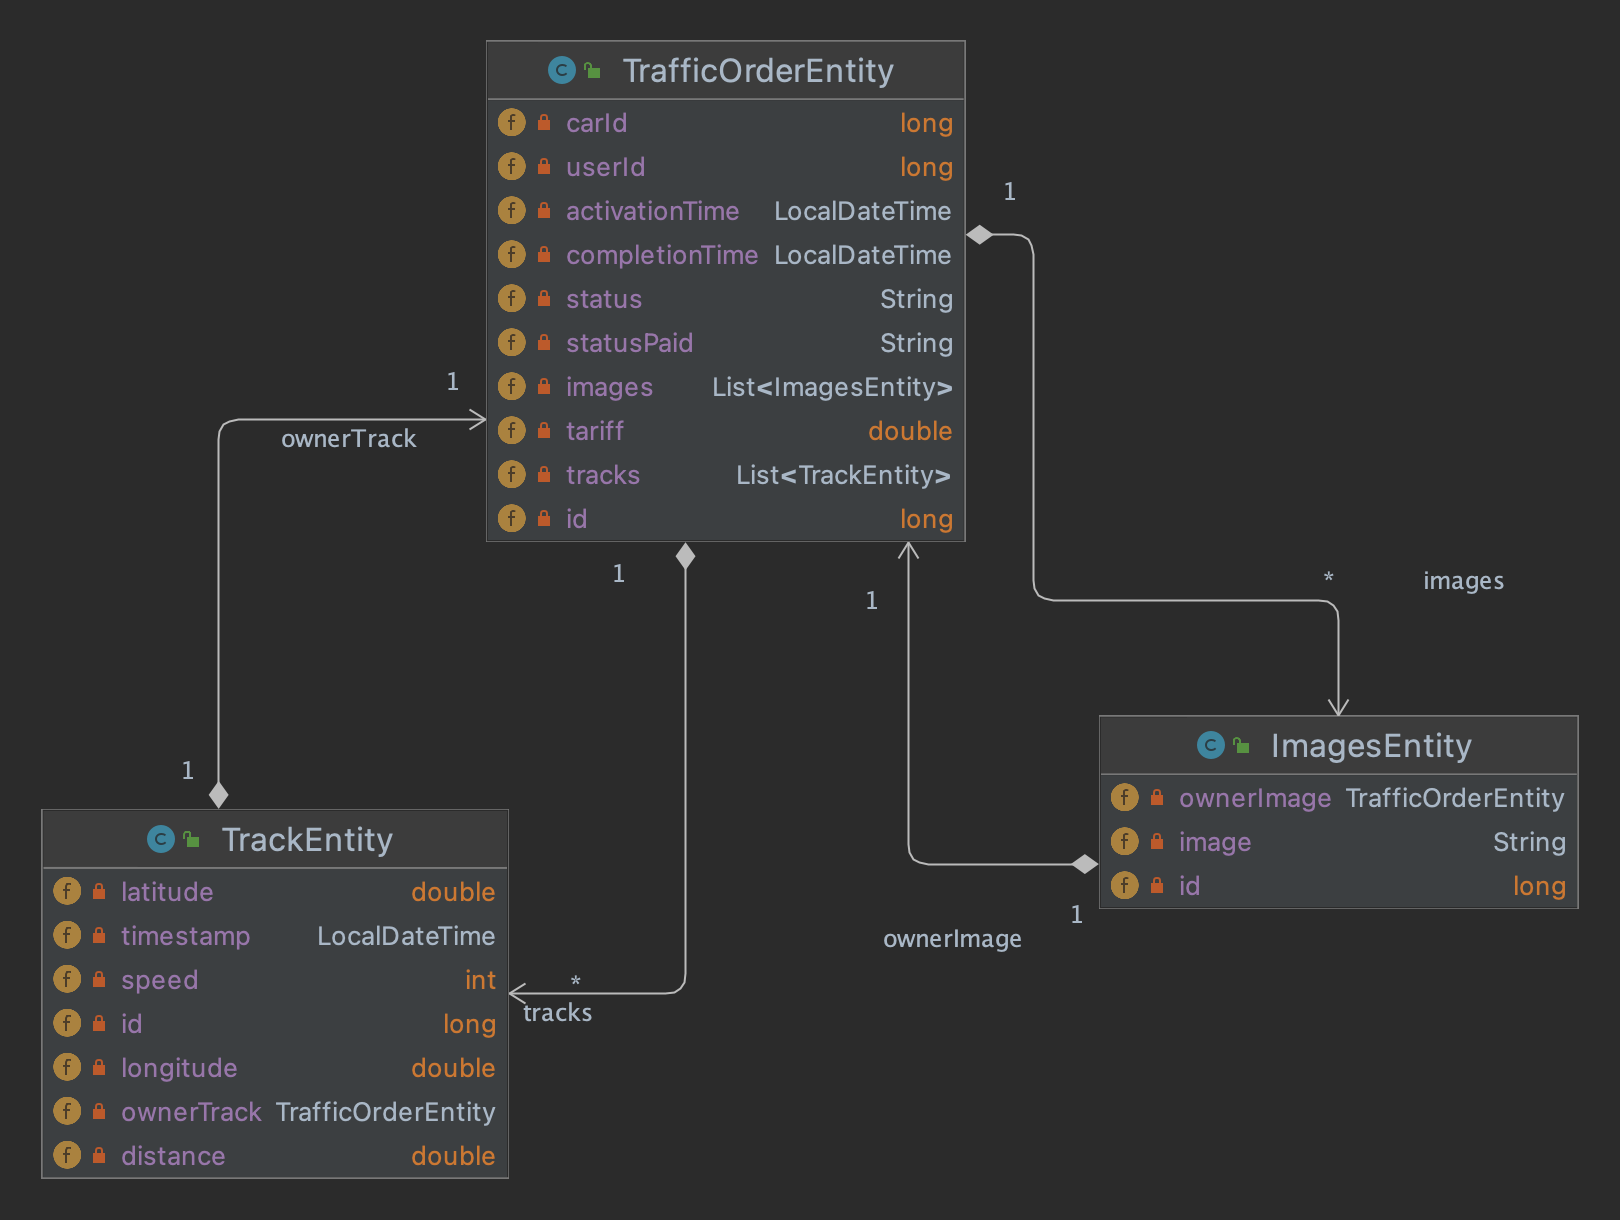 TrafficOrderEntity
carId long
userId long
activationTime LocalDateTime
completionTime LocalDateTime
status String
statusPaid String
images List<ImagesEntity>
tariff double
tracks List<TrackEntity>
id long
1
1
ownerTrack
1
1
1
* images
1
ownerImage
1
* tracks
TrackEntity
latitude double
timestamp LocalDateTime
speed int
id long
longitude double
ownerTrack TrafficOrderEntity
distance double
ImagesEntity
ownerImage TrafficOrderEntity
image String
id long